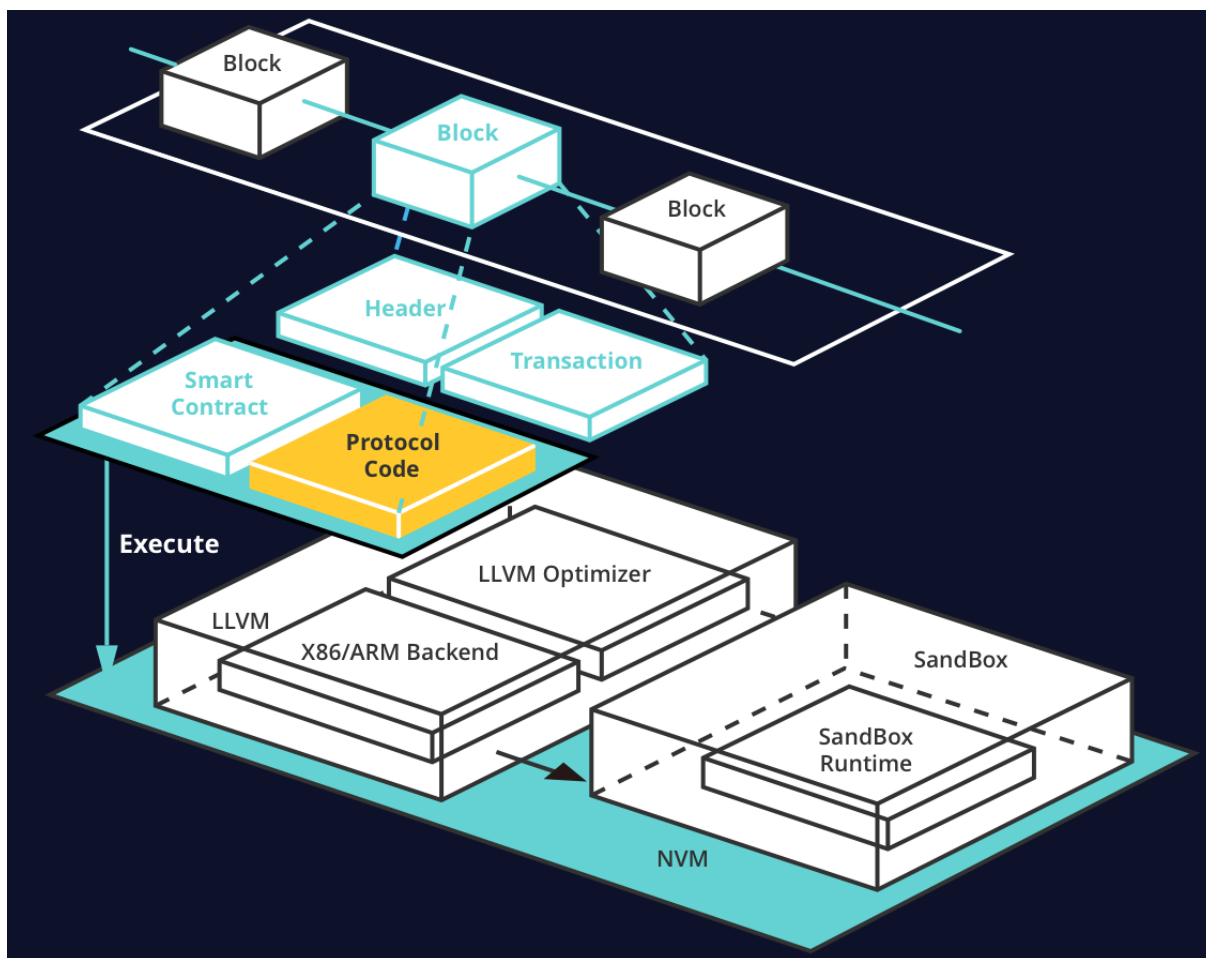 Block
Block
Block
Header
Transaction
Smart
Contract
Protocol
Code
Execute
LLVM Optimizer
LLVM
X86/ARM Backend
SandBox
SandBox
Runtime
NVM